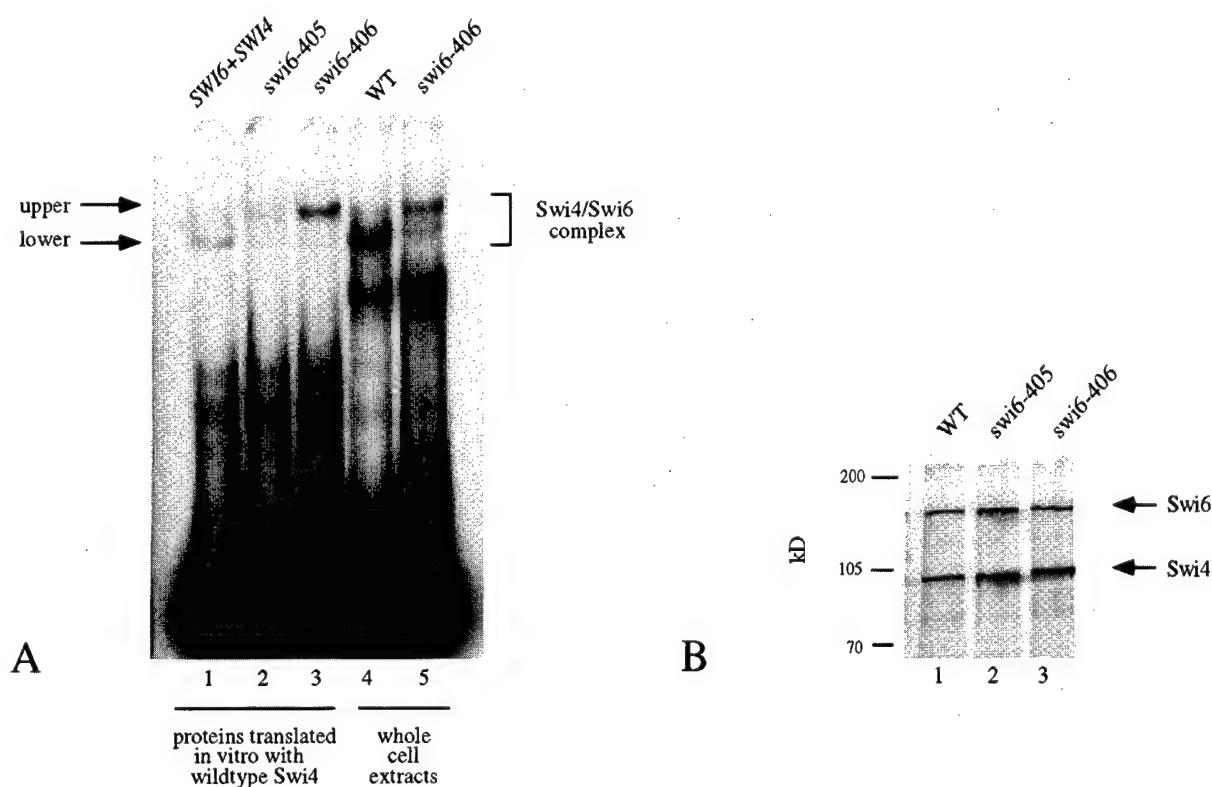 SWI6+SWI4
swi6-405
swi6-406
WT
swi6-406
upper
lower
Swi4/Swi6
complex
1 2 3 4 5
proteins translated
in vitro with
wildtype Swi4
whole
cell
extracts
A
WT
swi6-405
swi6-406
200
105
70
kD
Swi6
Swi4
1 2 3
B